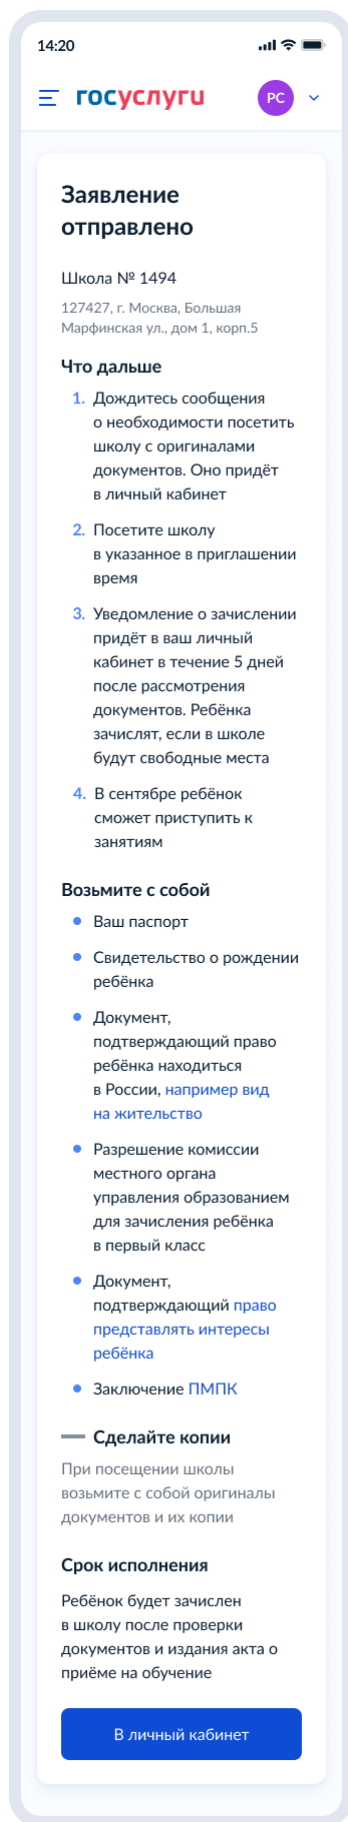 14:20
госуслуги
РС
Заявление
отправлено
Школа № 1494
127427, г. Москва, Большая
Марфинская ул., дом 1, корп.5
Что дальше
1. Дождитесь сообщения
о необходимости посетить
школу с оригиналами
документов. Оно придёт
в личный кабинет
2. Посетите школу
в указанное в приглашении
время
3. Уведомление о зачислении
придёт в ваш личный
кабинет в течение 5 дней
после рассмотрения
документов. Ребёнка
зачислят, если в школе
будут свободные места
4. В сентябре ребёнок
сможет приступить к
занятиям
Возьмите с собой
Ваш паспорт
Свидетельство о рождении
ребёнка
Документ,
подтверждающий право
ребёнка находиться
в России, например вид
на жительство
Разрешение комиссии
местного органа
управления образованием
для зачисления ребёнка
в первый класс
Документ,
подтверждающий право
представлять интересы
ребёнка
Заключение ПМПК
Сделайте копии
При посещении школы
возьмите с собой оригиналы
документов и их копии
Срок исполнения
Ребёнок будет зачислен
в школу после проверки
документов и издания акта о
приёме на обучение
В личный кабинет